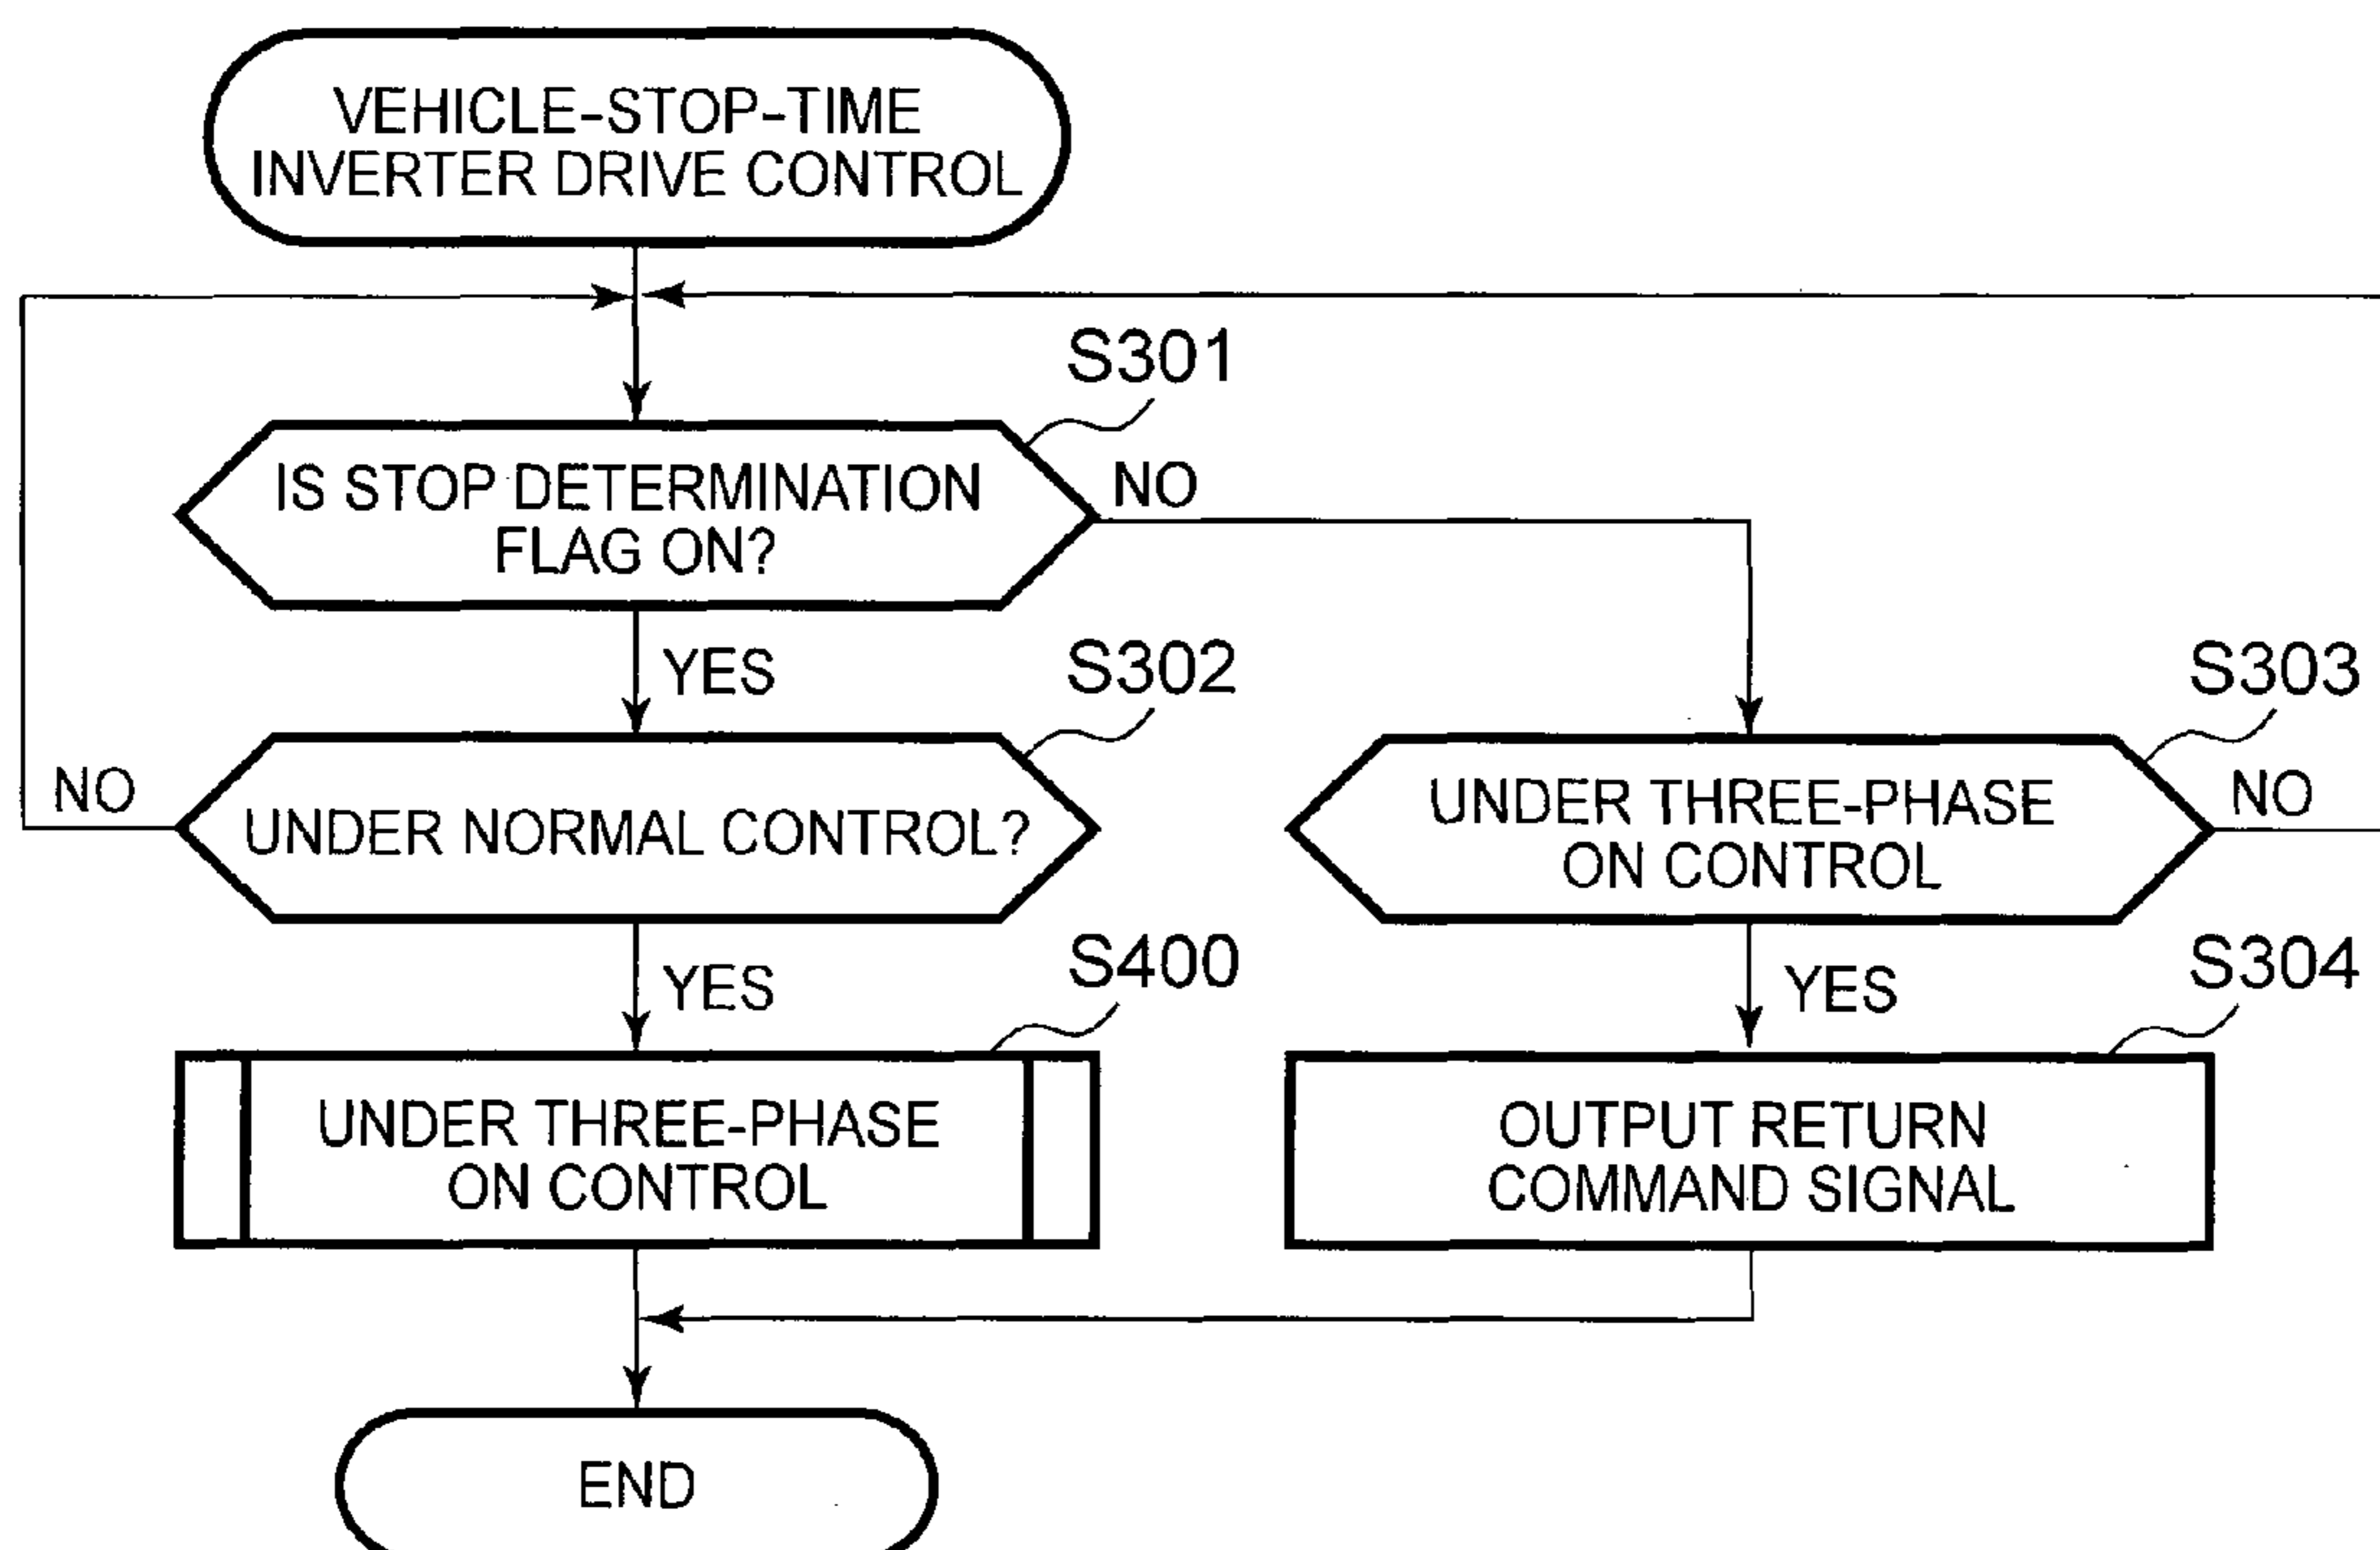 VEHICLE-STOP-TIME
INVERTER DRIVE CONTROL
S301
IS STOP DETERMINATION
FLAG ON?
NO
YES
S302
UNDER NORMAL CONTROL?
NO
YES
S303
UNDER THREE-PHASE
ON CONTROL
NO
YES
S400
UNDER THREE-PHASE
ON CONTROL
S304
OUTPUT RETURN
COMMAND SIGNAL
END